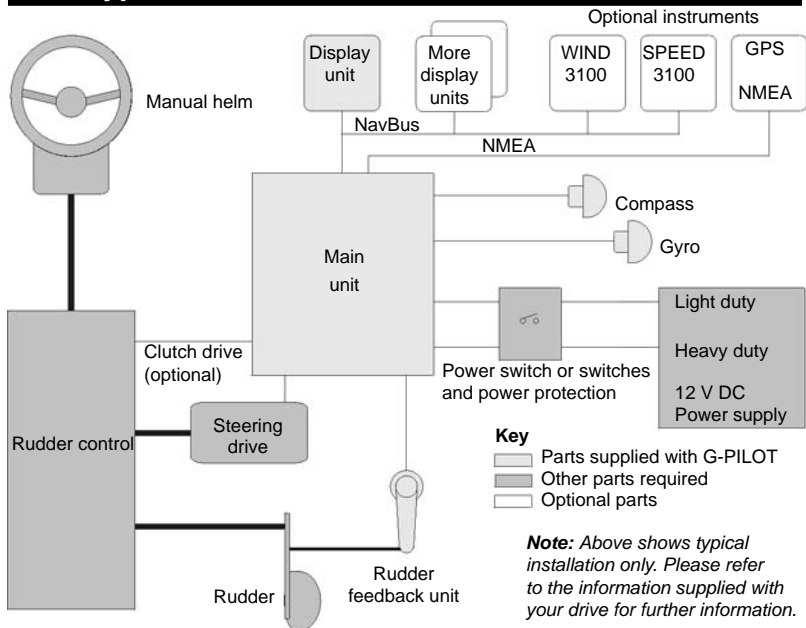 Optional instruments
Display
unit
More
display
units
WIND
3100
SPEED
3100
GPS
NMEA
Manual helm
NavBus
NMEA
Compass
Gyro
Main
unit
Light duty
Heavy duty
12 V DC
Power supply
Clutch drive
(optional)
Power switch or switches
and power protection
Rudder control
Steering
drive
Key
Parts supplied with G-PILOT
Other parts required
Optional parts
Rudder
Rudder
feedback unit
Note: Above shows typical
installation only. Please refer
to the information supplied with
your drive for further information.